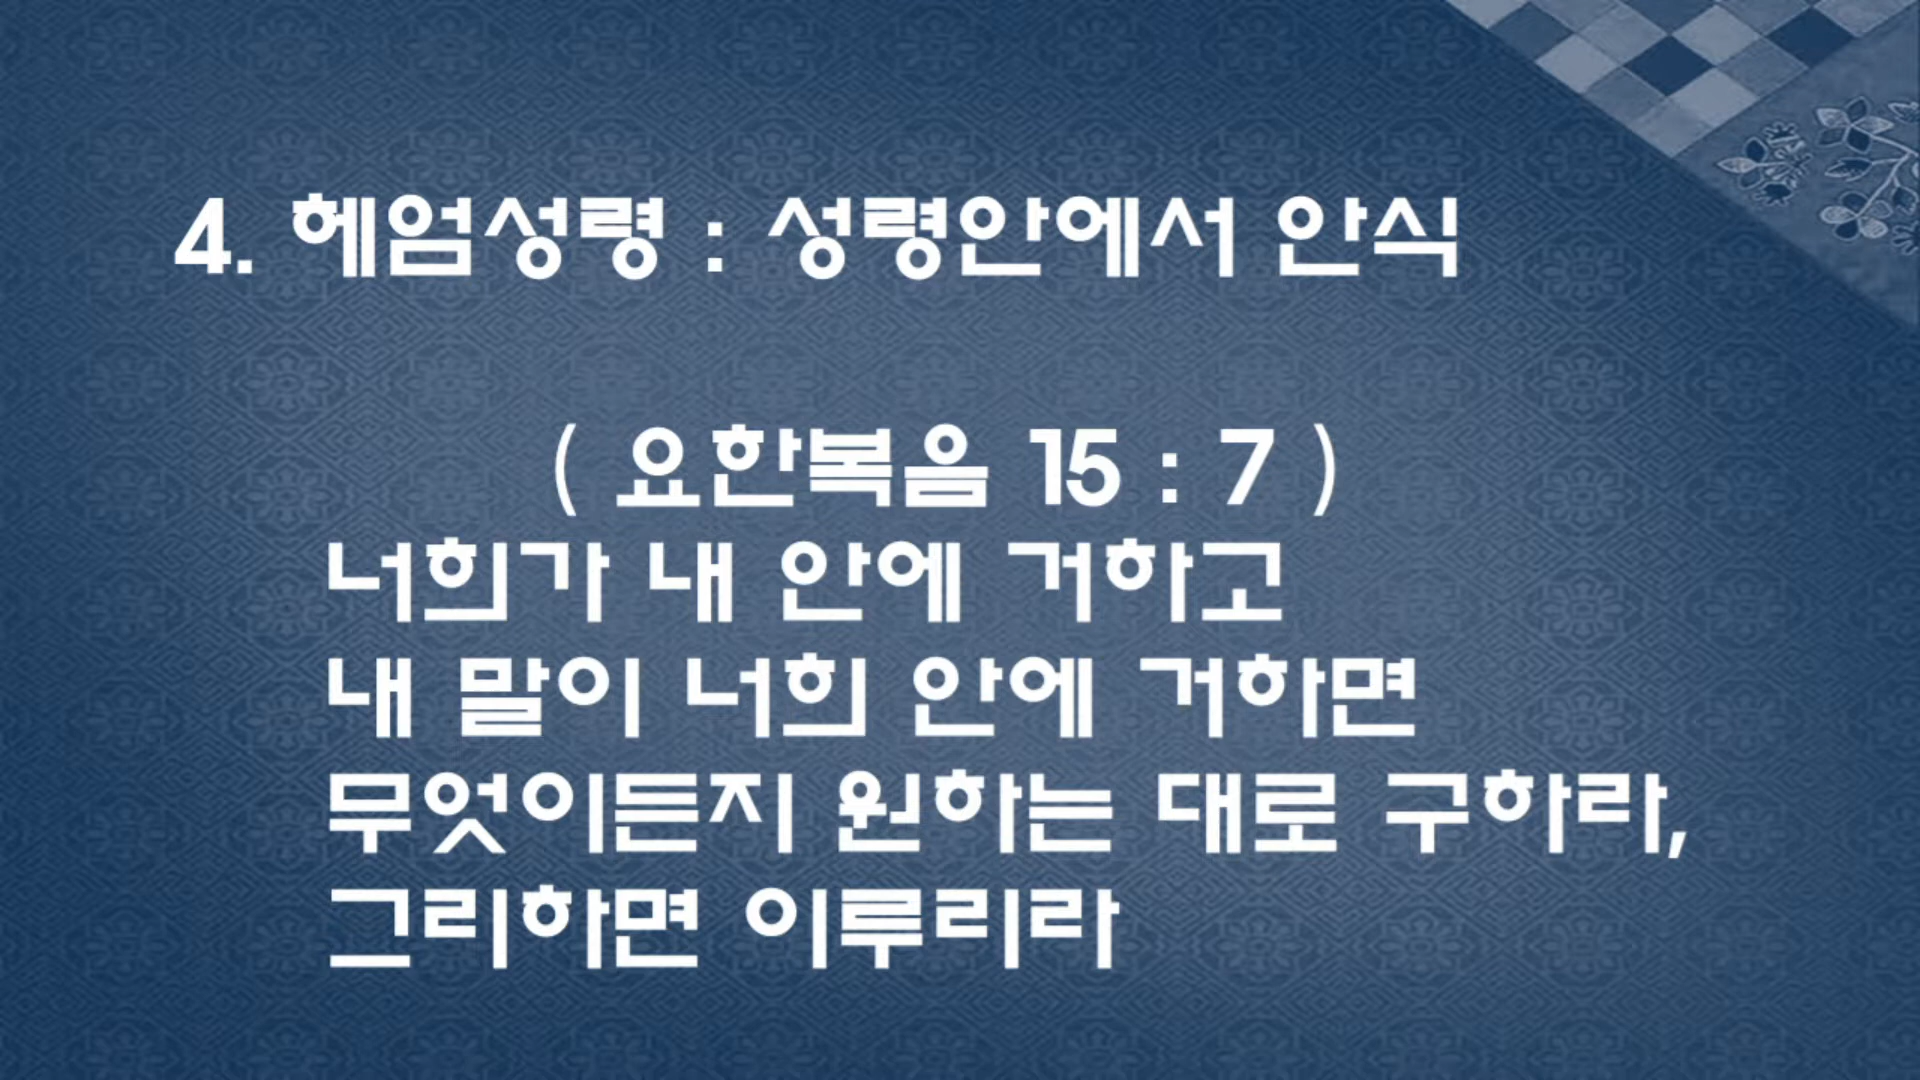 4. 헤엄성령 : 성령안에서 안식
( 요한복음 15 : 7 )
너희가 내 안에 거하고
내 말이 너희 안에 거하면
무엇이든지 원하는 대로 구하라,
그리하면 이루리라